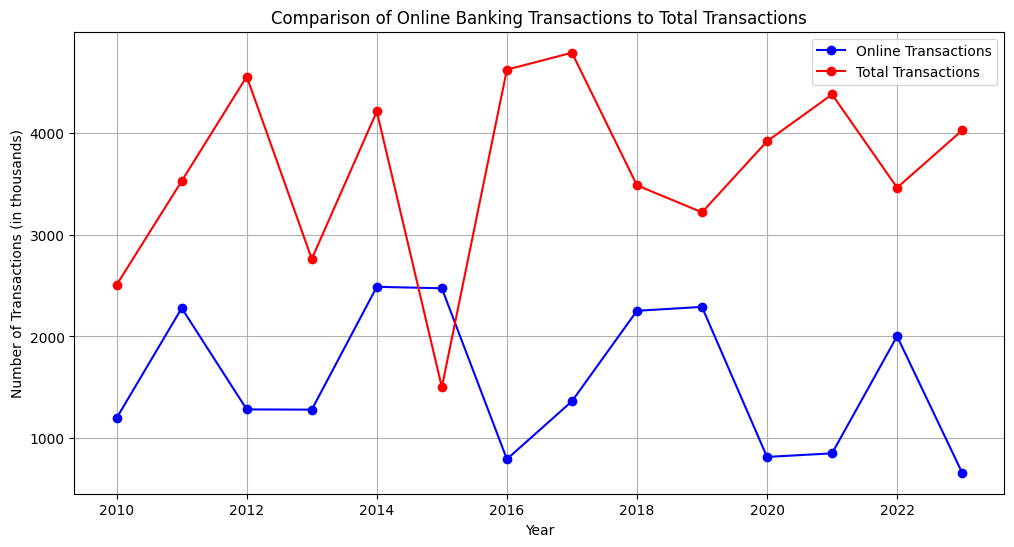 Comparison of Online Banking Transactions to Total Transactions
Online Transactions
Total Transactions
Number of Transactions (in thousands)
4000
3000
2000
1000
2010 2012 2014 2016 2018 2020 2022
Year